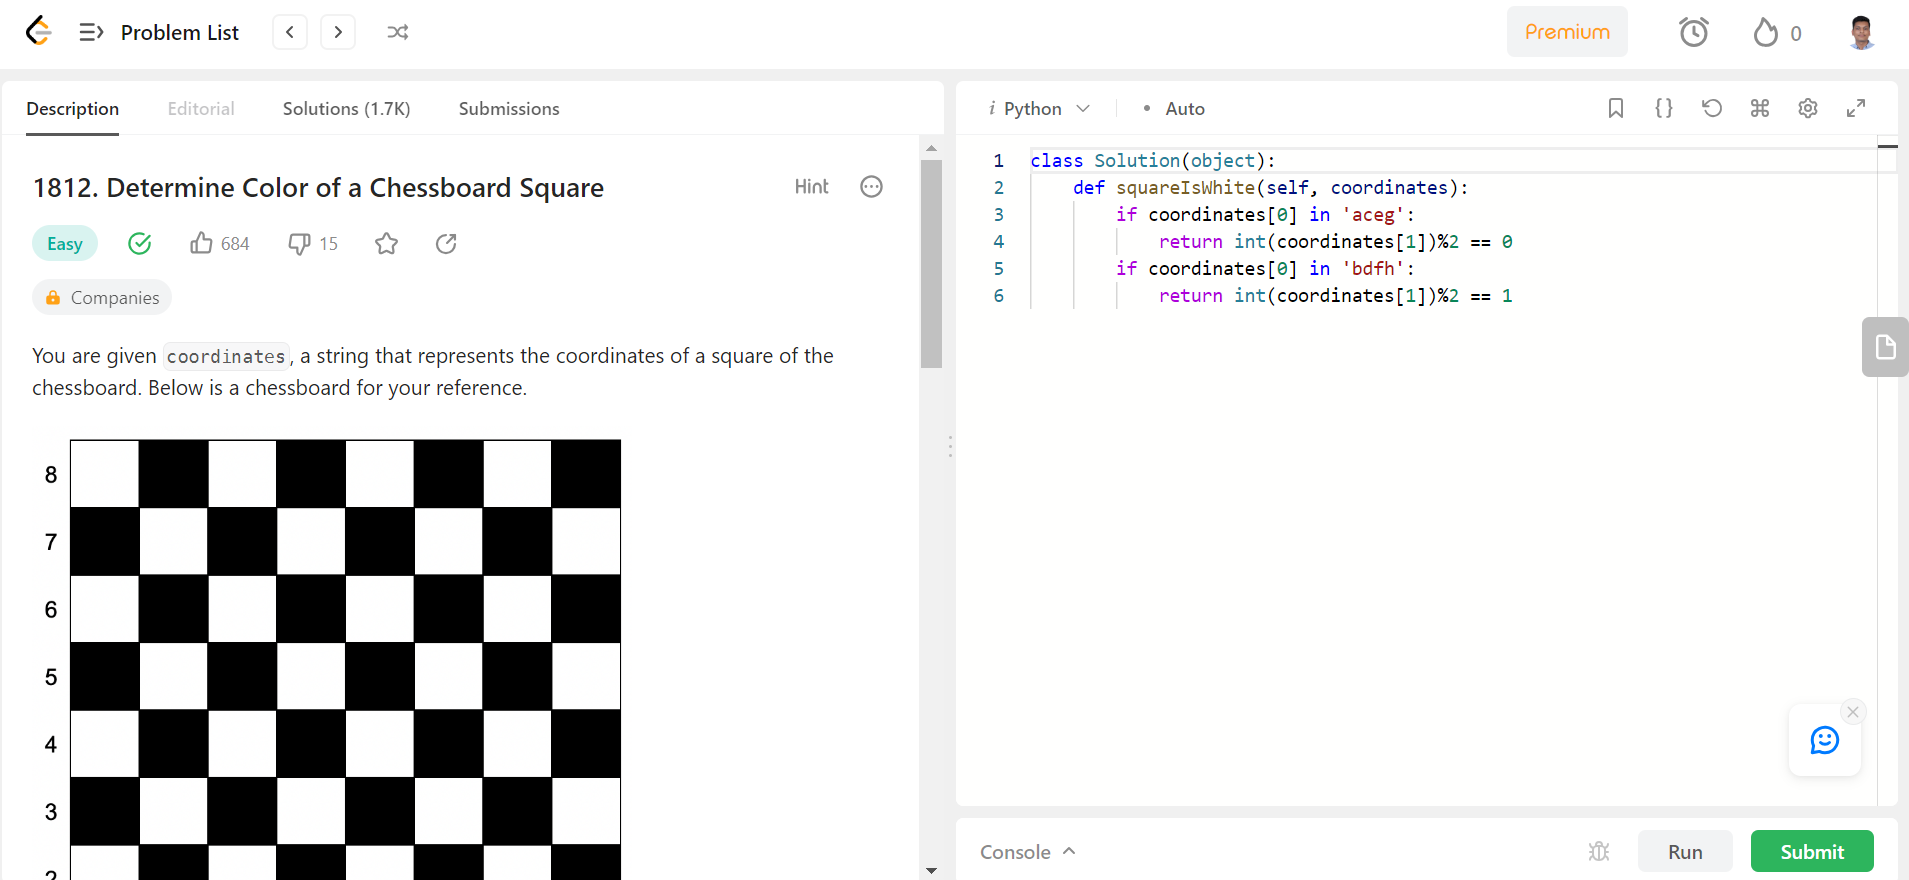 Problem List
Premium
0
Description Editorial Solutions (1.7K) Submissions
1812. Determine Color of a Chessboard Square
Hint
Easy 684 15
Companies
You are given coordinates, a string that represents the coordinates of a square of the
chessboard. Below is a chessboard for your reference.
8
7
6
5
4
3
2
i Python • Auto
1 class Solution(object):
2 def squareIsWhite(self, coordinates):
3 if coordinates[0] in 'aceg':
4 return int(coordinates[1])%2 == 0
5 if coordinates[0] in 'bdfh':
6 return int(coordinates[1])%2 == 1
Console
Run
Submit